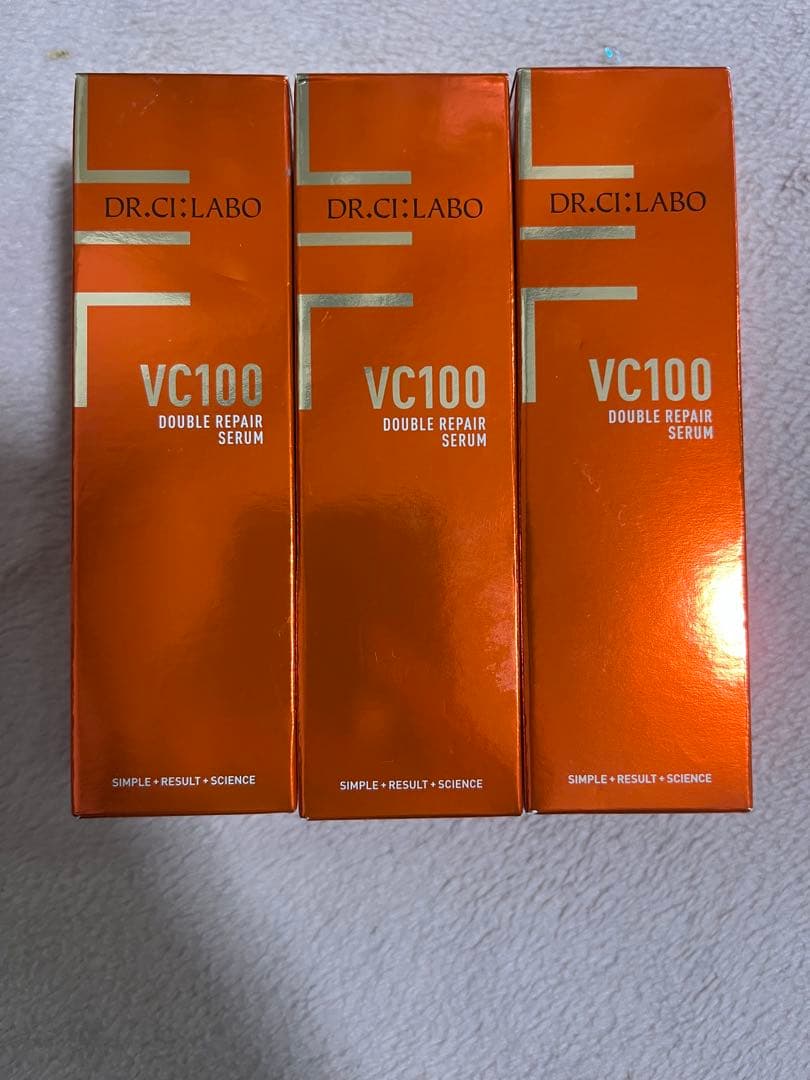 DR.CI:LABO
VC100
DOUBLE REPAIR
SERUM
SIMPLE+RESULT+SCIENCE
DR.CI:LABO
VC100
DOUBLE REPAIR
SERUM
SIMPLE+RESULT+SCIENCE
DR.CI:LABO
VC100
DOUBLE REPAIR
SERUM
SIMPLE+RESULT+SCIENCE